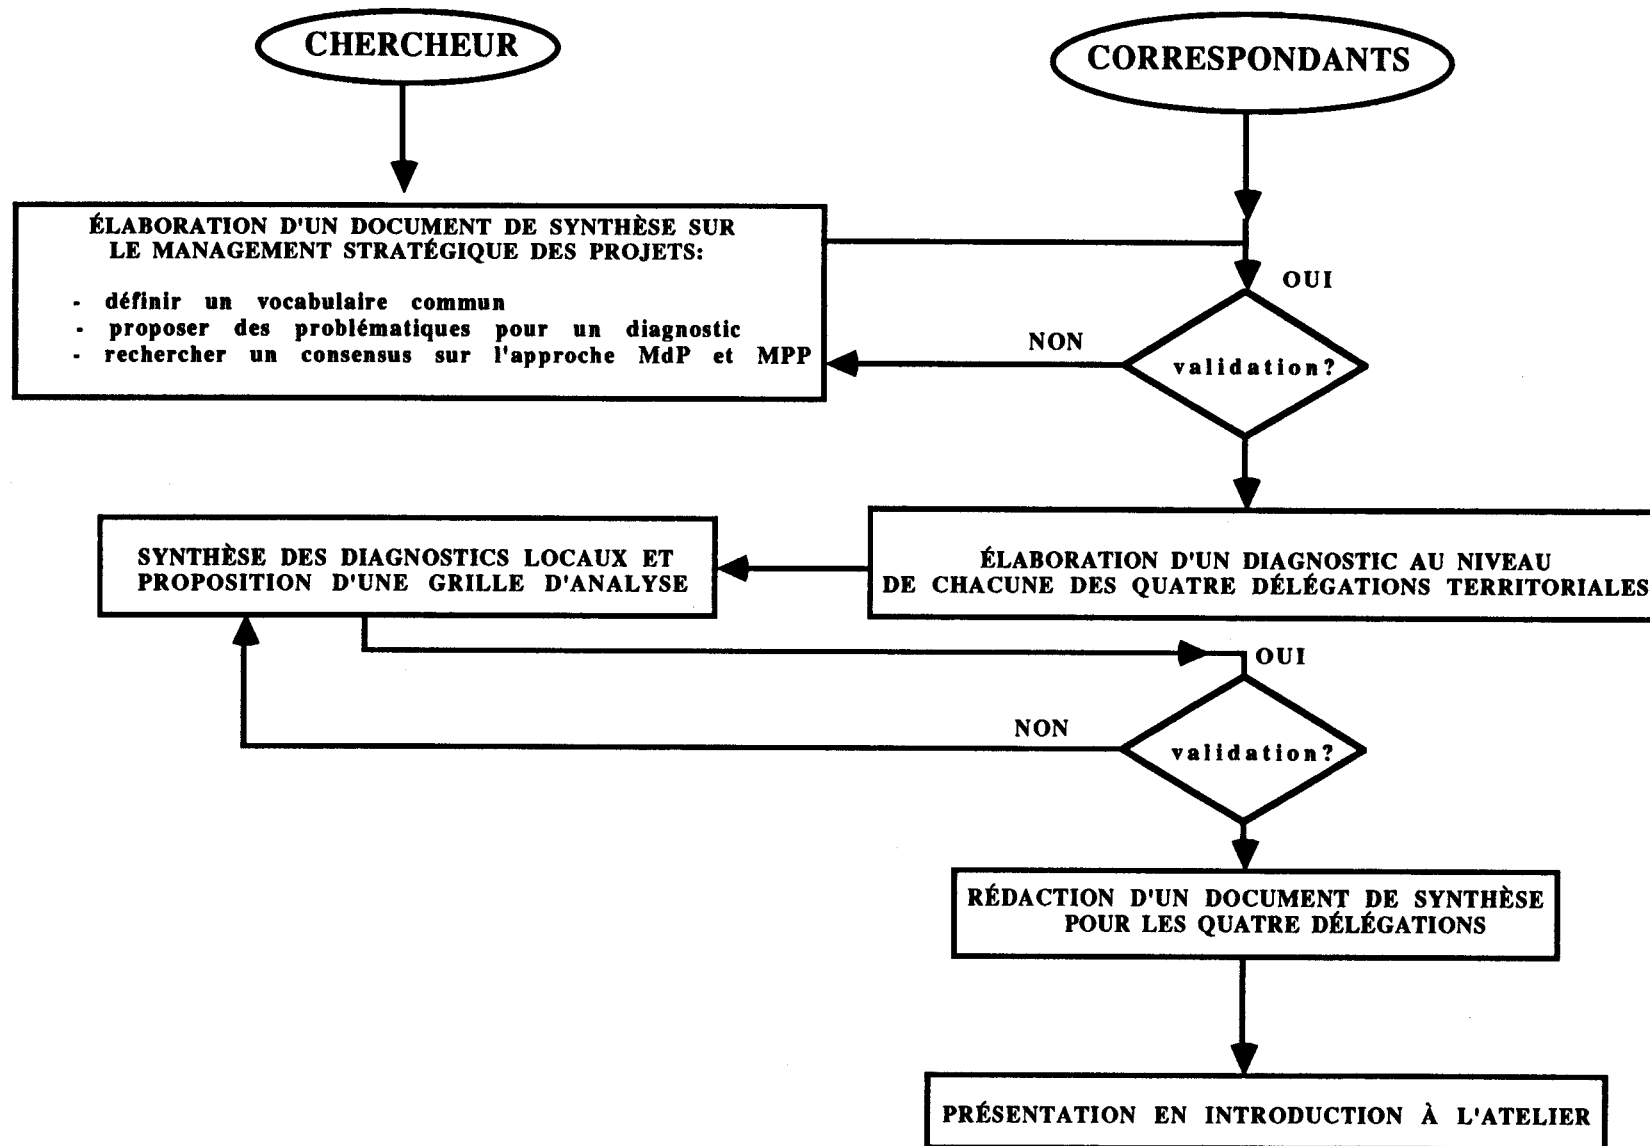 CHERCHEUR
CORRESPONDANTS
ÉLABORATION D'UN DOCUMENT DE SYNTHÈSE SUR
LE MANAGEMENT STRATÉGIQUE DES PROJETS:
- définir un vocabulaire commun
- proposer des problématiques pour un diagnostic
- rechercher un consensus sur l'approche MdP et MPP
OUI
NON
validation?
SYNTHÈSE DES DIAGNOSTICS LOCAUX ET
PROPOSITION D'UNE GRILLE D'ANALYSE
ÉLABORATION D'UN DIAGNOSTIC AU NIVEAU
DE CHACUNE DES QUATRE DÉLÉGATIONS TERRITORIALES
OUI
NON
validation?
RÉDACTION D'UN DOCUMENT DE SYNTHÈSE
POUR LES QUATRE DÉLÉGATIONS
PRÉSENTATION EN INTRODUCTION À L'ATELIER